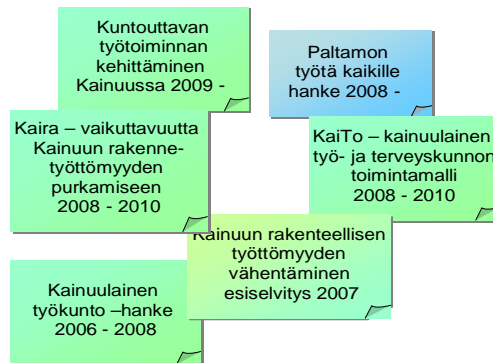 Kuntouttavan
työtoiminnan
kehittäminen
Kainuussa 2009 -
Paltamon
työtä kaikille
hanke 2008 -
Kaira – vaikuttavuutta
Kainuun rakenne-
työttömyyden
purkamiseen
2008 - 2010
KaiTo – kainuulainen
työ- ja terveyskunnon
toimintamalli
2008 - 2010
Kainuun rakenteellisen
työttömyyden
vähentäminen
esiselvitys 2007
Kainuulainen
työkunto –hanke
2006 - 2008